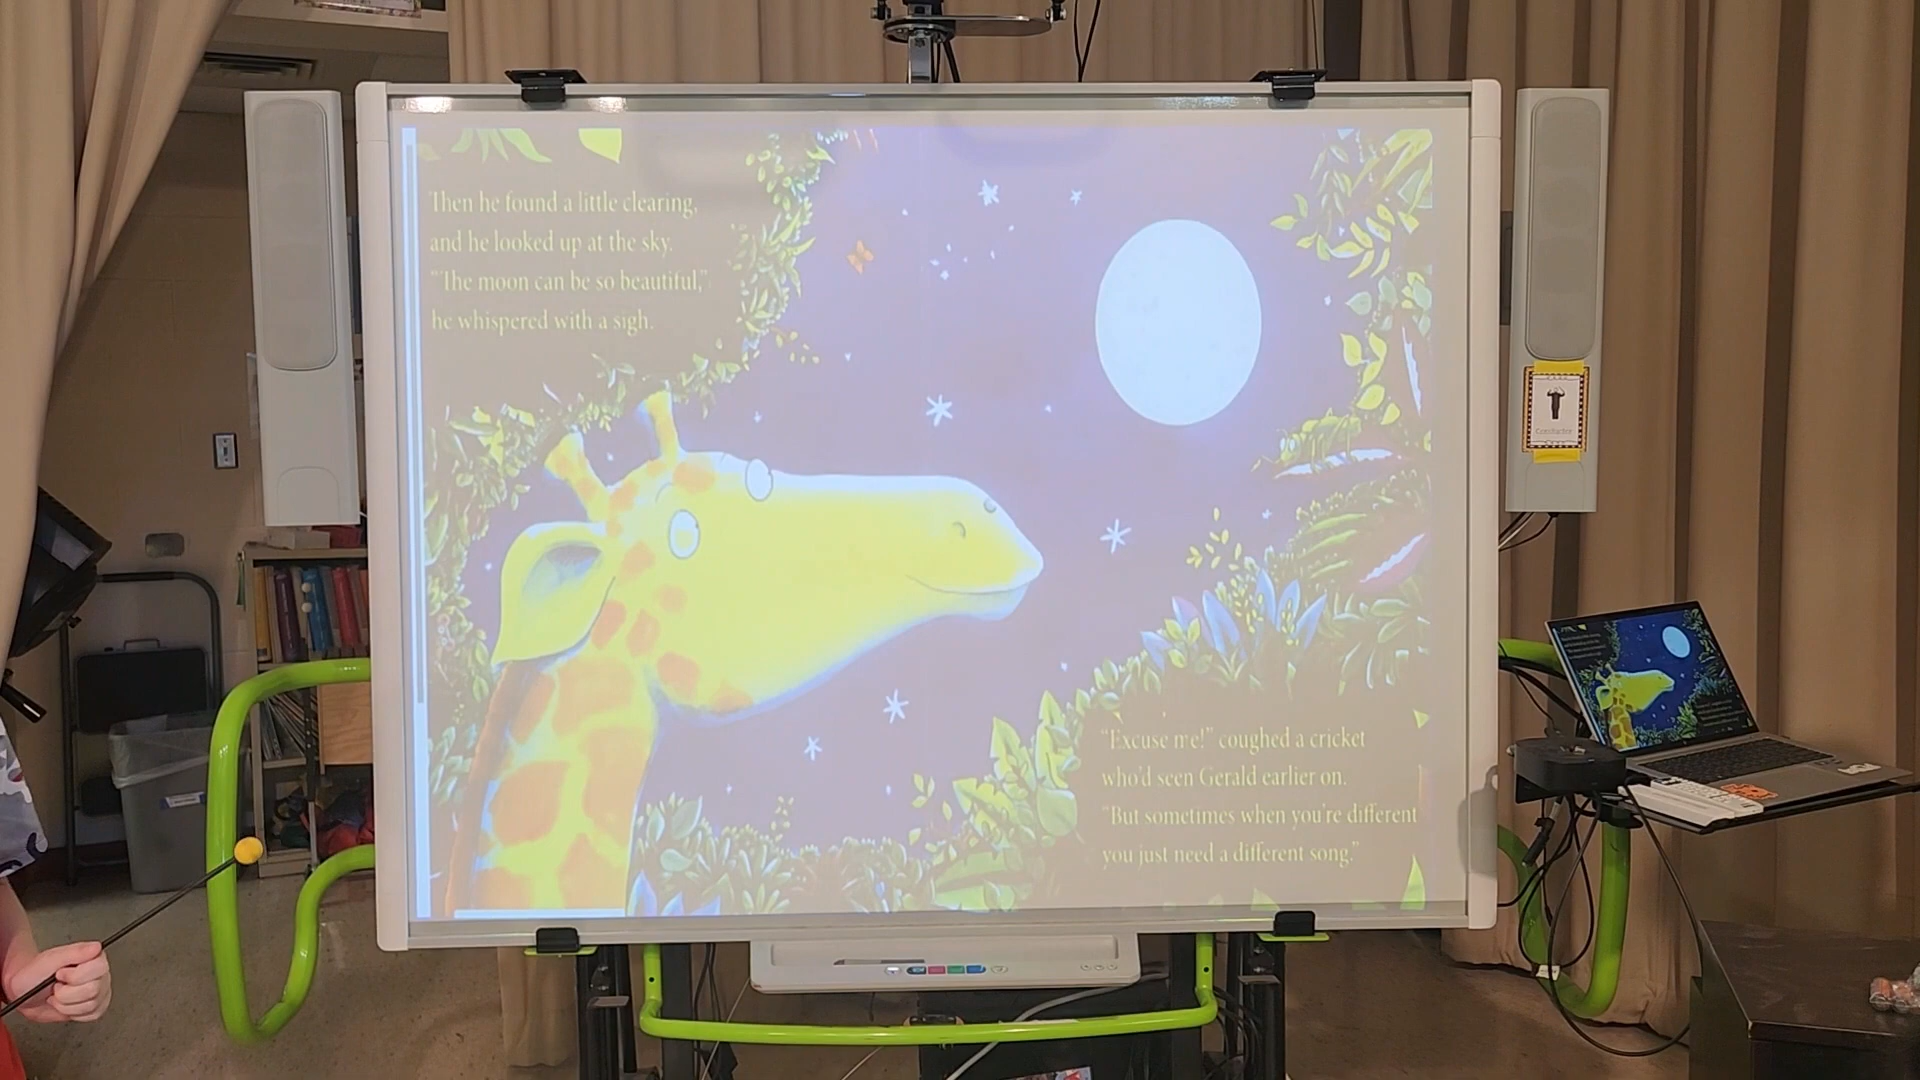 Then he found a little clearing,
and he looked up at the sky.
"The moon can be so beautiful,"
he whispered with a sigh.
"Excuse me!" coughed a cricket
who'd seen Gerald earlier on.
"But sometimes when you're different
you just need a different song."
Conductor